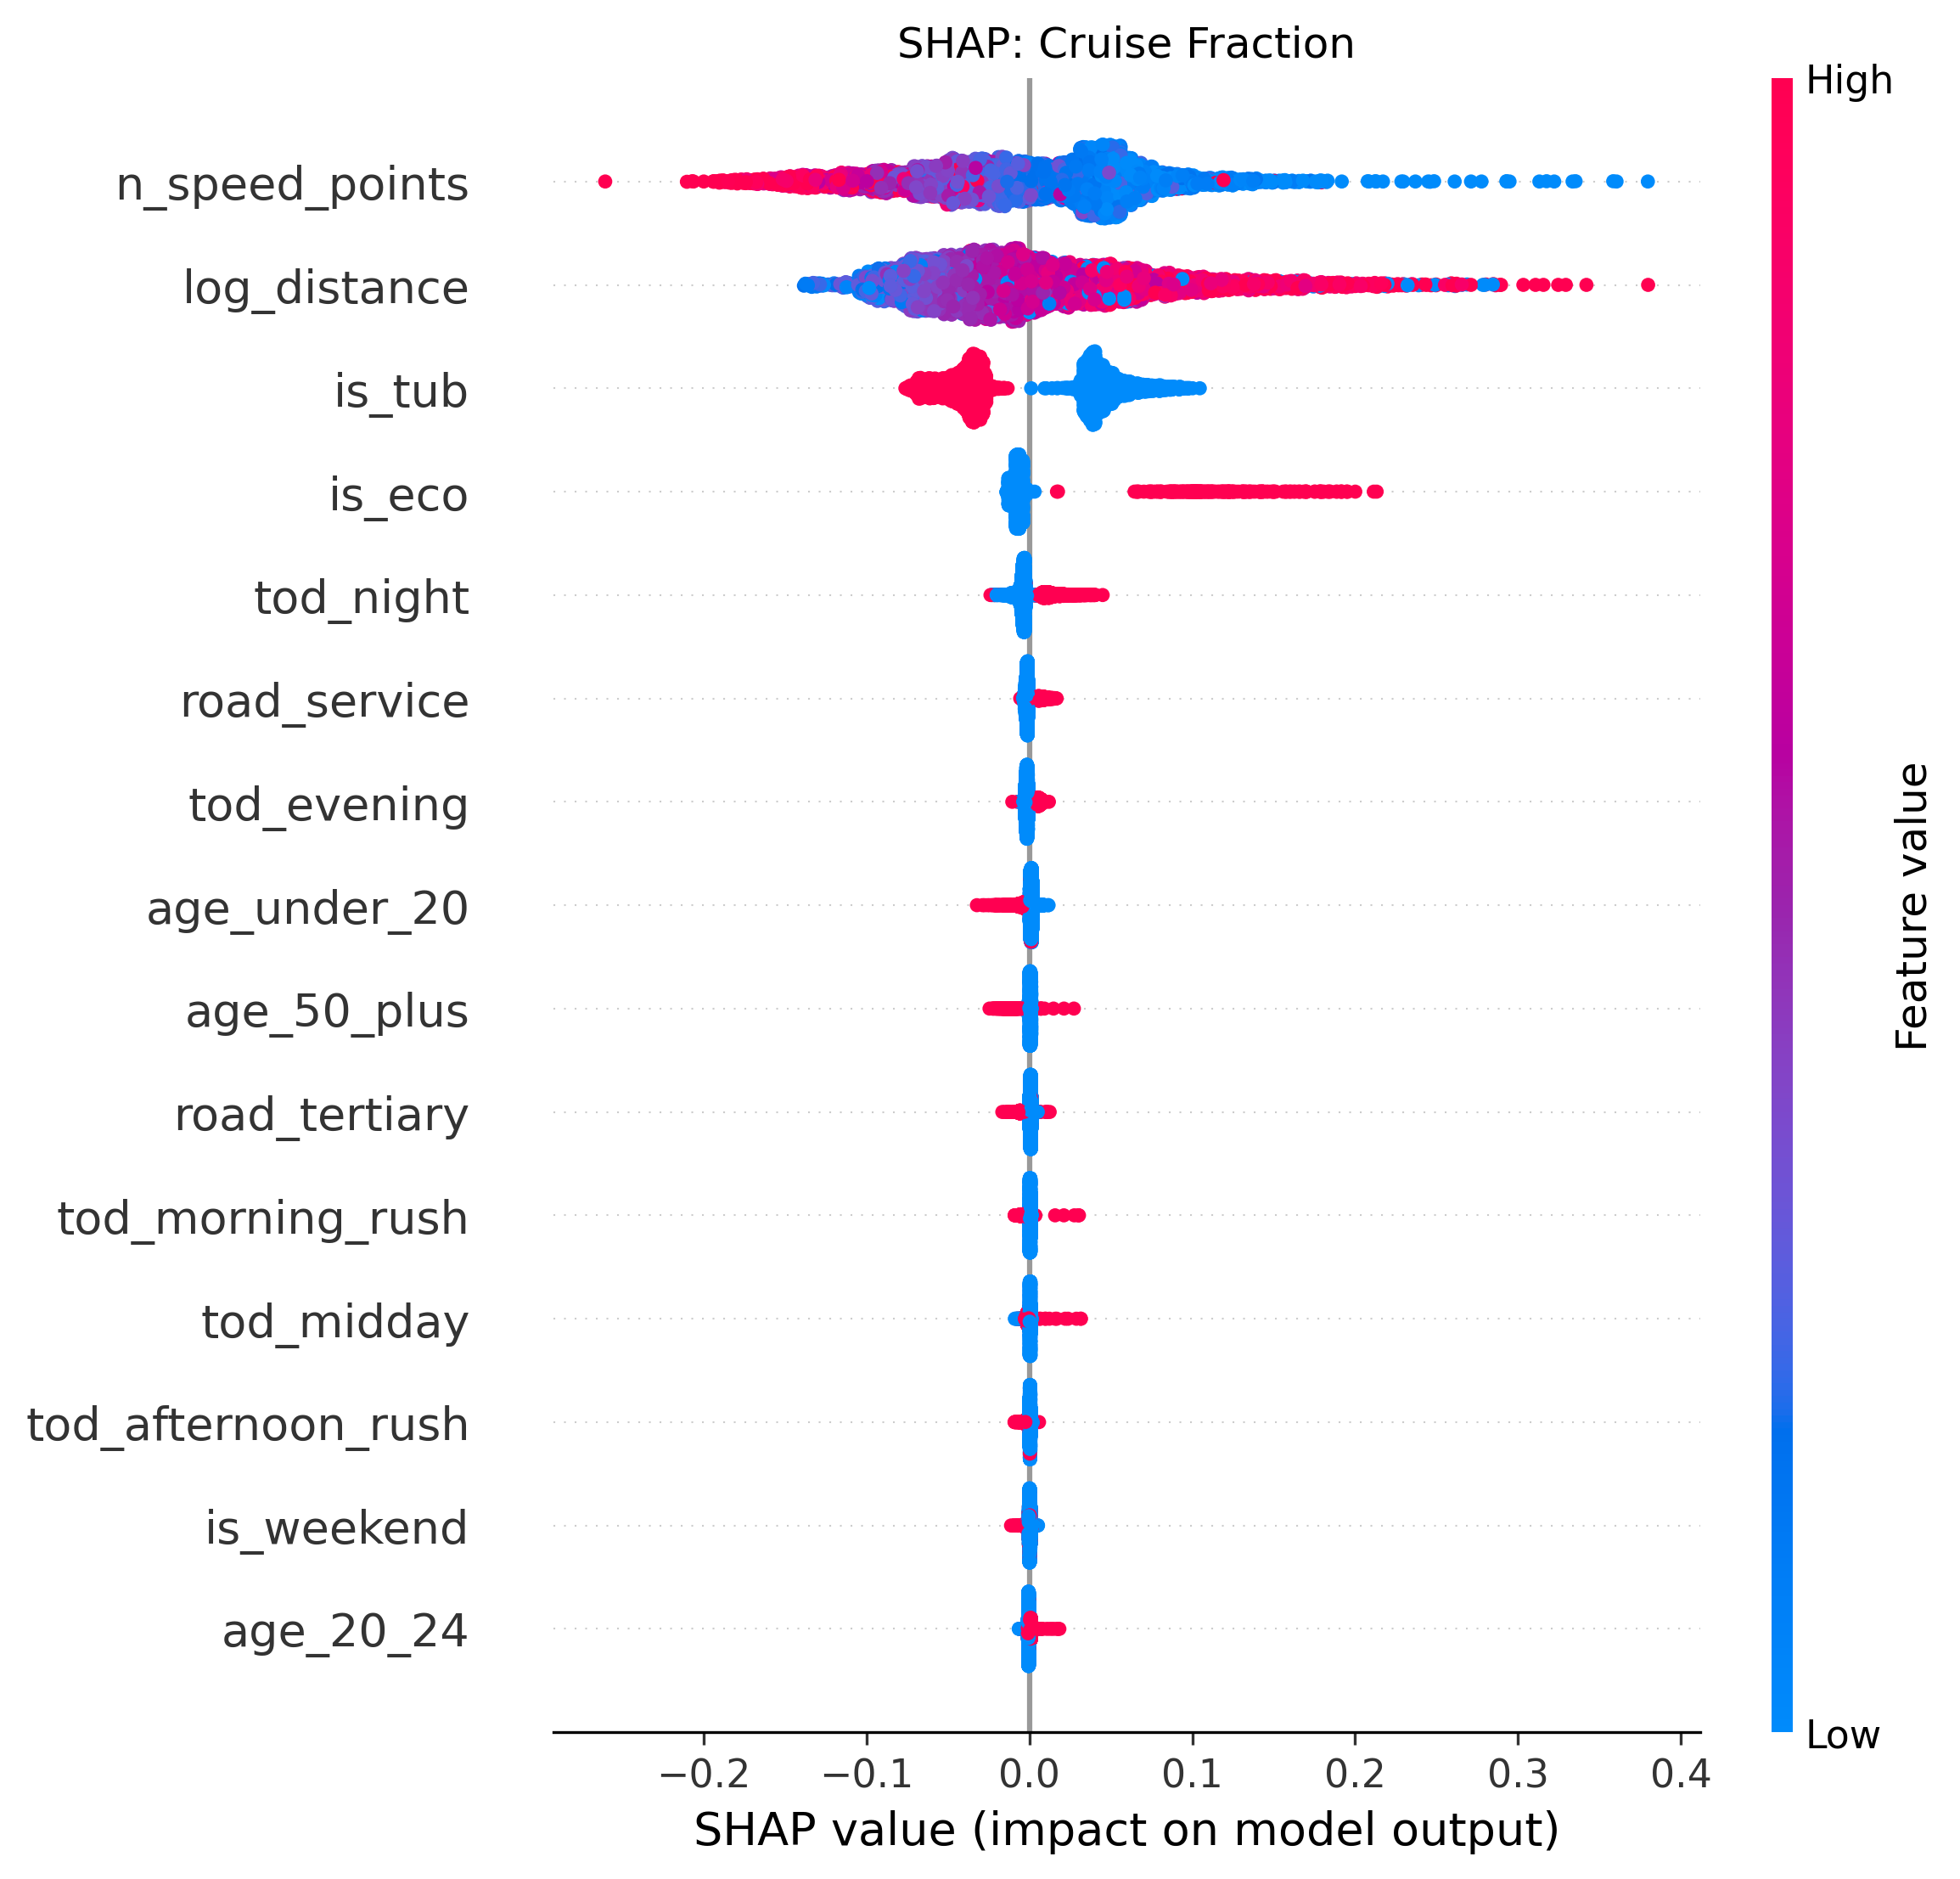 SHAP: Cruise Fraction
High
n_speed_points
log_distance
is_tub
is_eco
tod_night
road_service
tod_evening
age_under_20
age_50_plus
road_tertiary
tod_morning_rush
tod_midday
tod_afternoon_rush
is_weekend
age_20_24
Feature value
Low
−0.2 −0.1 0.0 0.1 0.2 0.3 0.4
SHAP value (impact on model output)